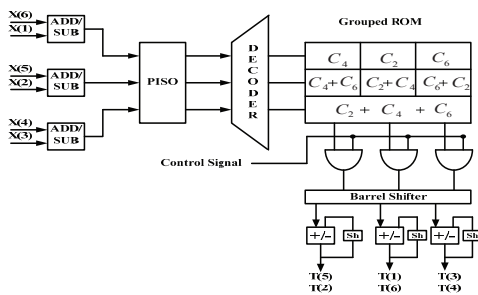 X(6)
X(1)
ADD/
SUB
X(5)
X(2)
ADD/
SUB
X(4)
X(3)
ADD/
SUB
PISO
DECODER
Grouped ROM
C4 C2 C6
C4+ C6 C2+ C4 C6+ C2
C2 + C4 + C6
Control Signal
Barrel Shifter
+/- Sh +/- Sh +/- Sh
T(5) T(1) T(3)
T(2) T(6) T(4)